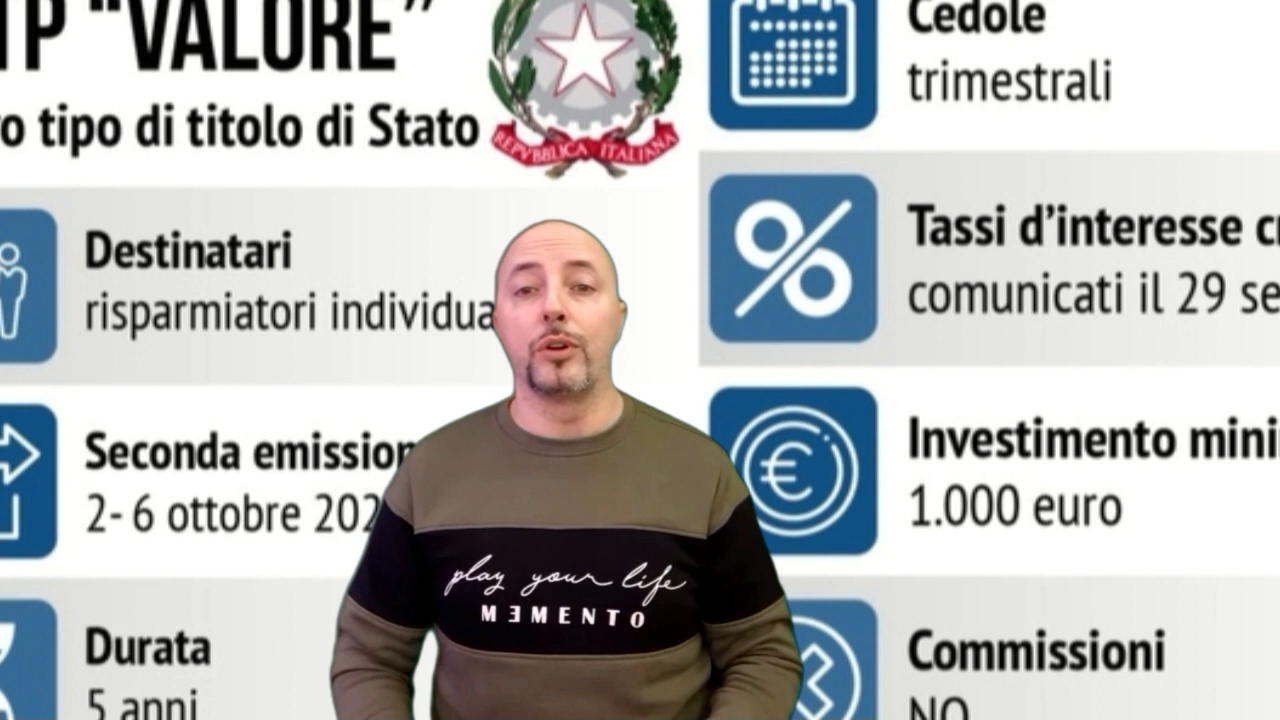 TP “VALORE”
o tipo di titolo di Stato
REPVBBLICA ITALIANA
Destinatari
risparmiatori individua
Seconda emission
2- 6 ottobre 202
Durata
5 anni
Cedole
trimestrali
Tassi d’interesse c
comunicati il 29 se
Investimento mini
1.000 euro
Commissioni
NO
play your life
MƎMENTO